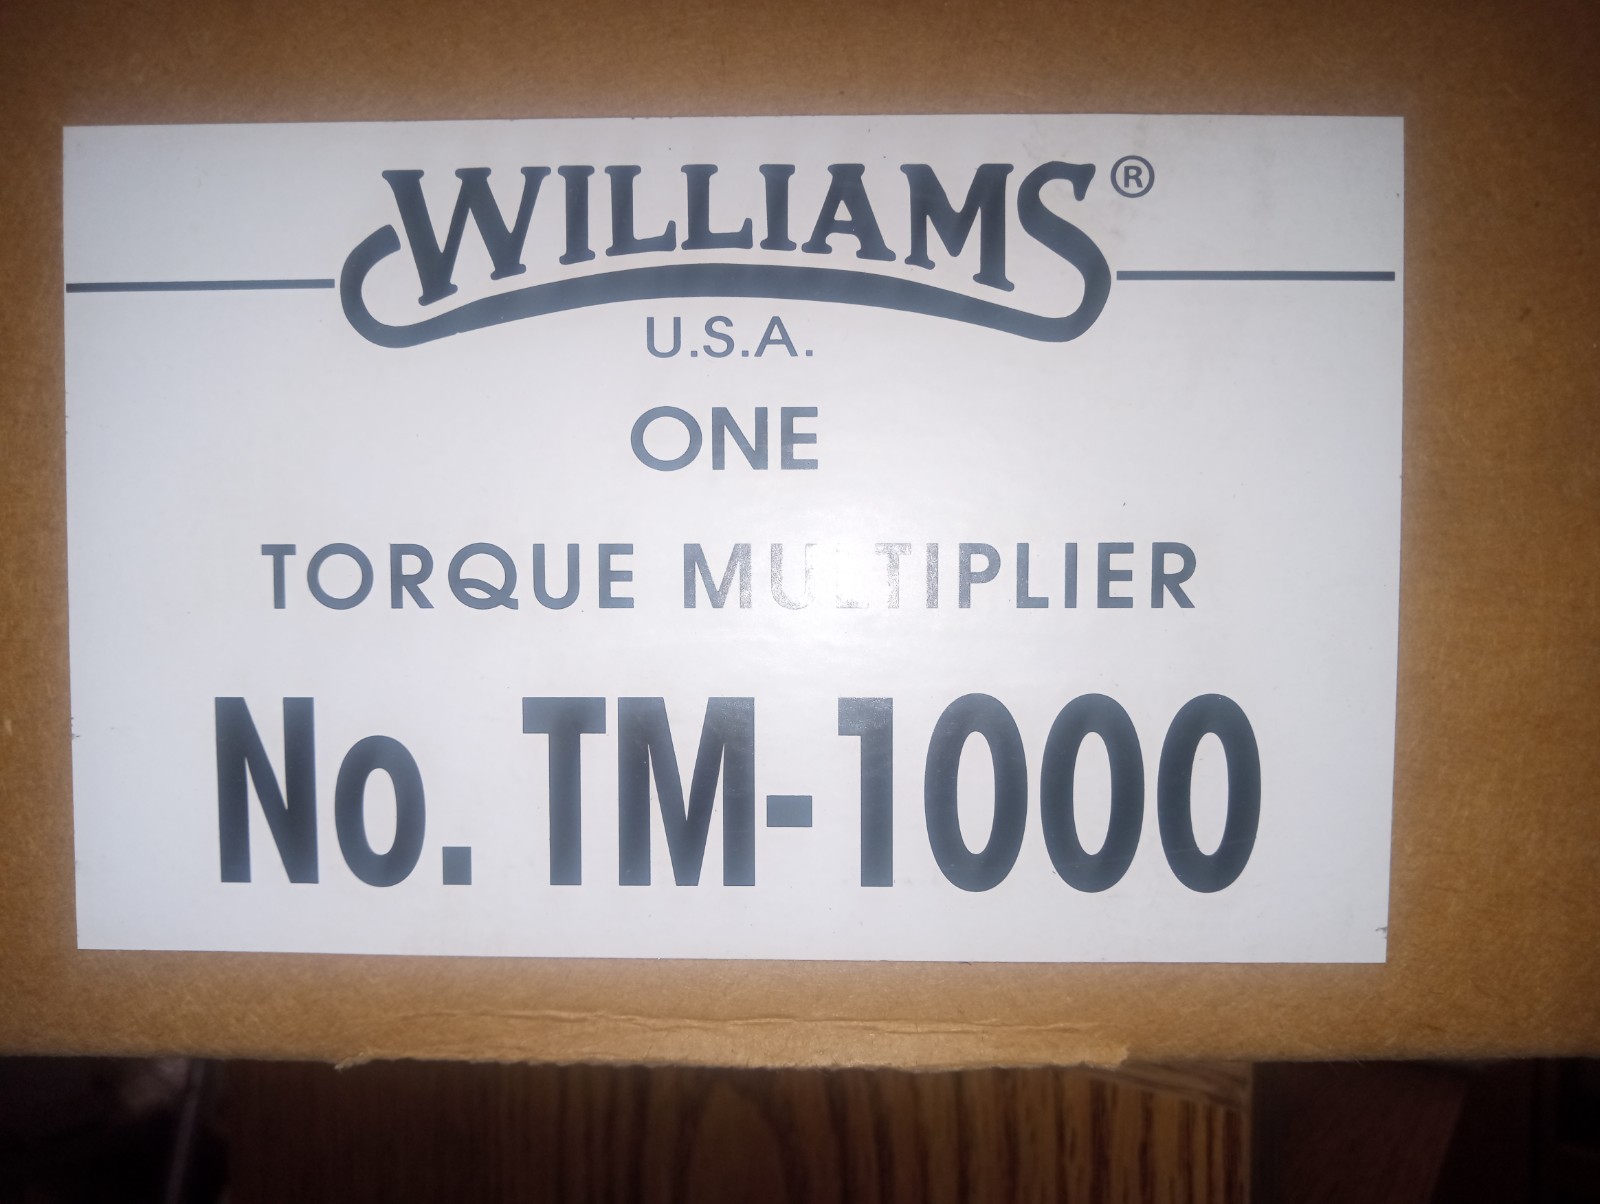 WILLIAMS®
U.S.A.
ONE
TORQUE MULTIPLIER
No. TM-1000